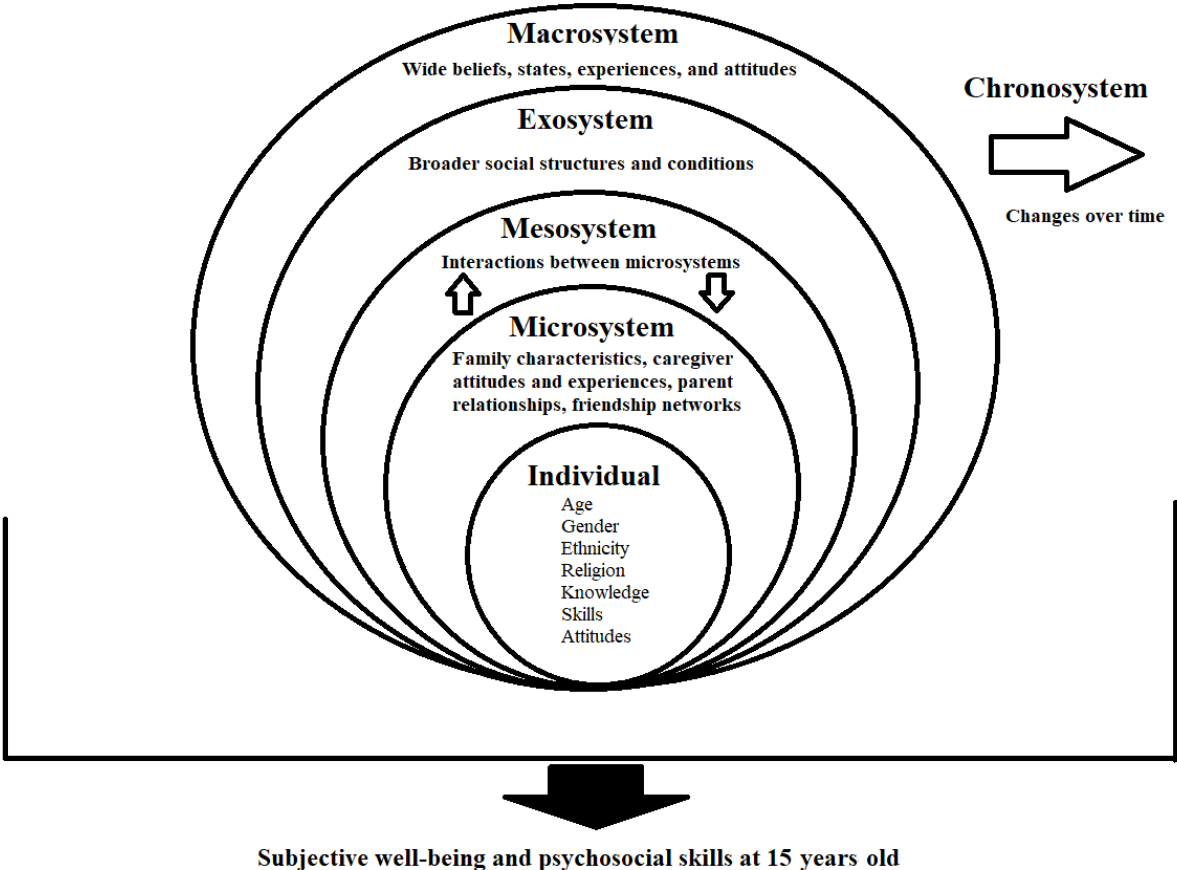 Macrosystem
Wide beliefs, states, experiences, and attitudes
Chronosystem
Exosystem
Broader social structures and conditions
Changes over time
Mesosystem
Interactions between microsystems
Microsystem
Family characteristics, caregiver
attitudes and experiences, parent
relationships, friendship networks
Individual
Age
Gender
Ethnicity
Religion
Knowledge
Skills
Attitudes
Subjective well-being and psychosocial skills at 15 years old